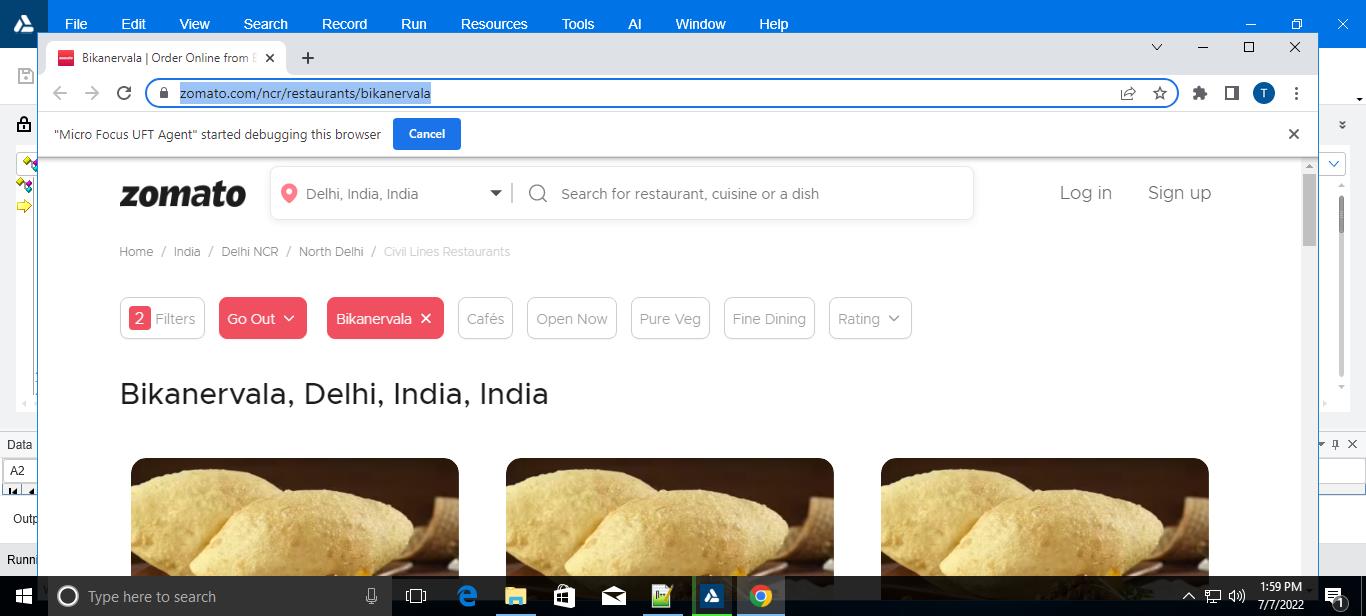 File Edit View Search Record Run Resources Tools AI Window Help
Bikanervala | Order Online from
zomato.com/ncr/restaurants/bikanervala
T
"Micro Focus UFT Agent" started debugging this browser Cancel
zomato Delhi, India, India Search for restaurant, cuisine or a dish Log in Sign up
Home / India / Delhi NCR / North Delhi / Civil Lines Restaurants
2 Filters Go Out Bikanervala Cafés Open Now Pure Veg Fine Dining Rating
Bikanervala, Delhi, India, India
Data
A2
Outp
Runni
Type here to search
1:59 PM
7/7/2022
1